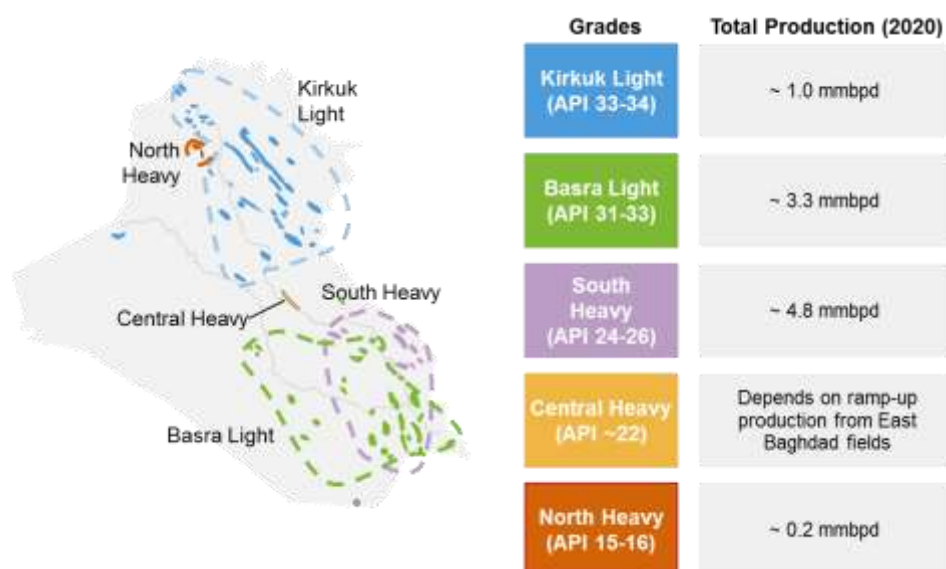 Grades
Total Production (2020)
Kirkuk
Light
North
Heavy
South Heavy
Central Heavy
Basra Light
Kirkuk Light
(API 33-34)
~ 1.0 mmbpd
Basra Light
(API 31-33)
~ 3.3 mmbpd
South
Heavy
(API 24-26)
~ 4.8 mmbpd
Central Heavy
(API ~22)
Depends on ramp-up
production from East
Baghdad fields
North Heavy
(API 15-16)
~ 0.2 mmbpd